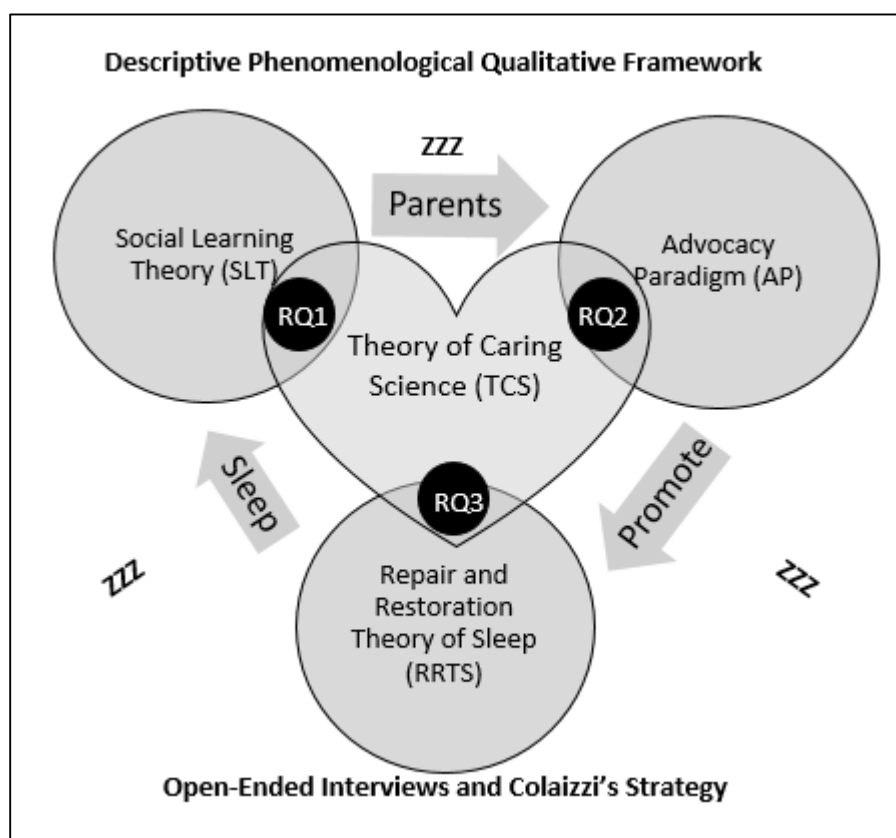 Descriptive Phenomenological Qualitative Framework
zzz
Parents
Social Learning
Theory (SLT)
Advocacy
Paradigm (AP)
RQ1
RQ2
Theory of Caring
Science (TCS)
Sleep
Promote
RQ3
zzz
zzz
Repair and
Restoration
Theory of Sleep
(RRTS)
Open-Ended Interviews and Colaizzi's Strategy